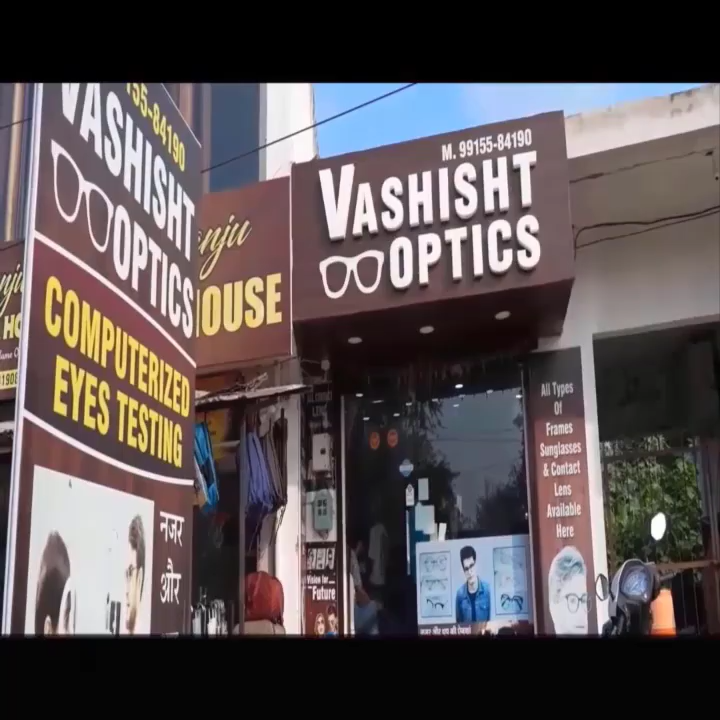 155-84190
VASHISHT
OPTICS
COMPUTERIZED
EYES TESTING
नजर
और
M. 99155-84190
VASHISHT
OPTICS
OUSE
All Types
Of
Frames
Sunglasses
& Contact
Lens
Available
Here
Vision for
Future